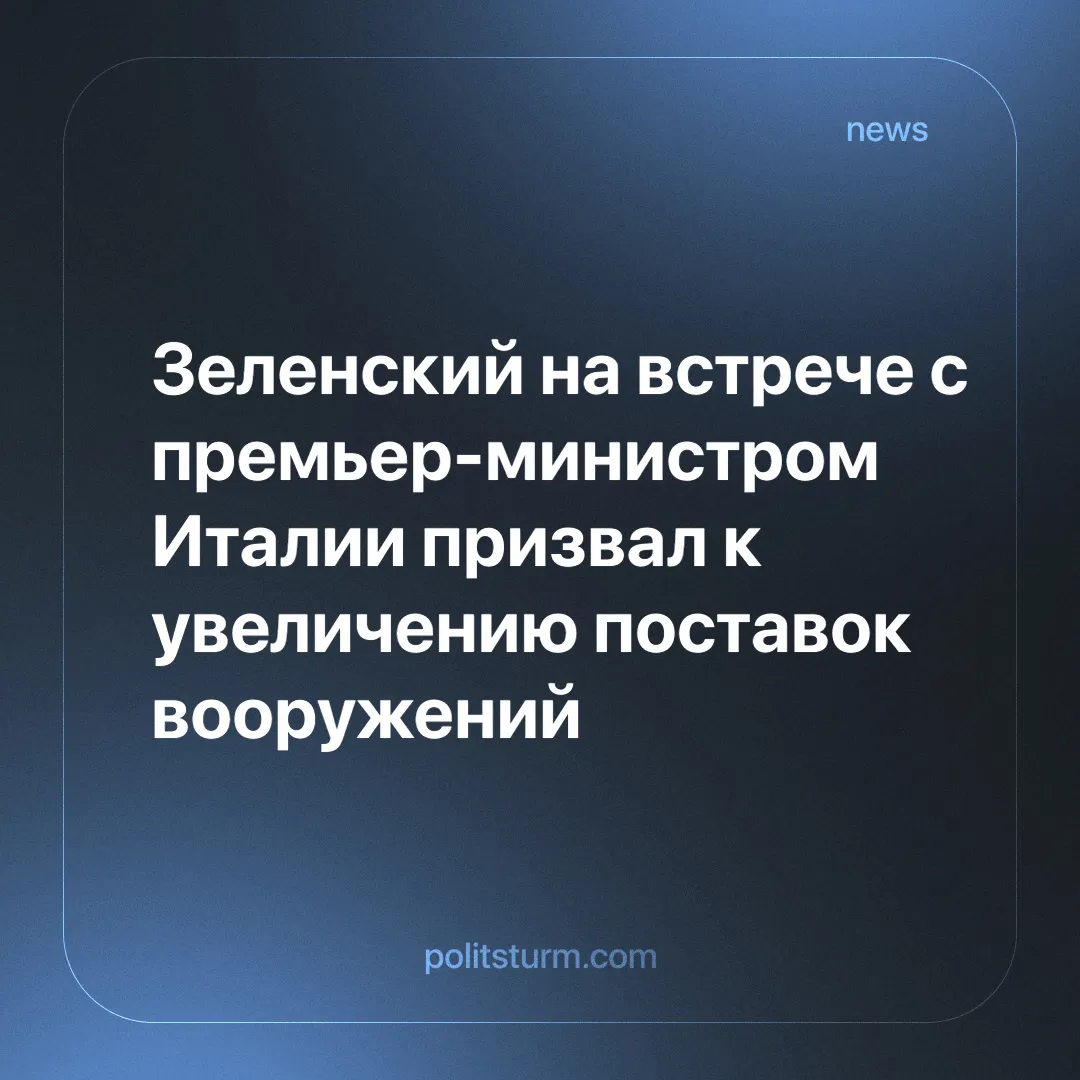 news
Зеленский на встрече с
премьер-министром
Италии призвал к
увеличению поставок
вооружений
politsturm.com